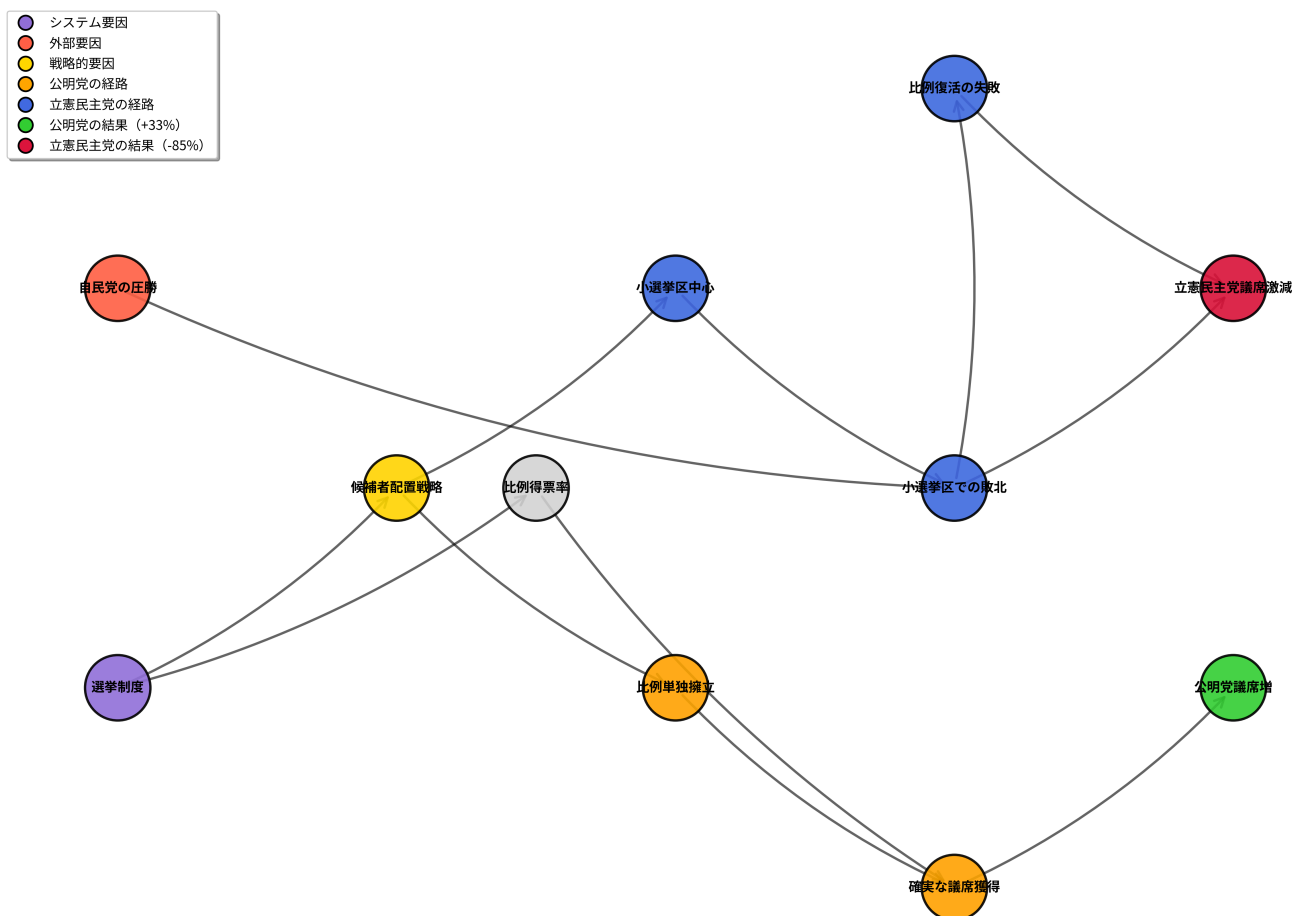 システム要因
外部要因
戦略的要因
公明党の経路
立憲民主党の経路
公明党の結果（+33%）
立憲民主党の結果（-85%）
比例復活の失敗
自民党の圧勝
小選挙区中心
立憲民主党議席激減
候補者配置戦略
比例得票率
小選挙区での敗北
選挙制度
比例単独擁立
公明党議席増
確実な議席獲得